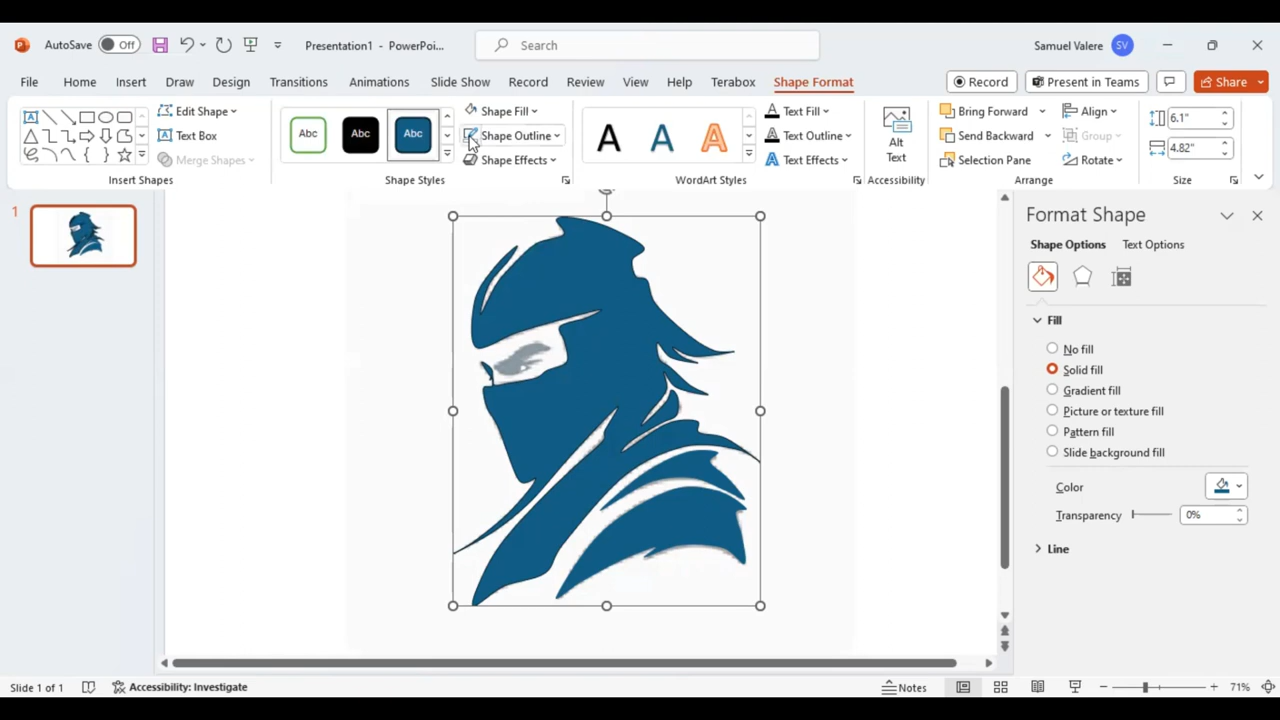 AutoSave Off Presentation1 - PowerPoi... Search Samuel Valere SV
File Home Insert Draw Design Transitions Animations Slide Show Record Review View Help Terabox Shape Format Record Present in Teams Share
Edit Shape Abc Abc Abc Shape Fill A A A Text Fill Alt Text Bring Forward Align 6.1"
Text Box Shape Outline Text Outline Send Backward Group 4.82"
Merge Shapes Shape Effects Text Effects Selection Pane Rotate
Insert Shapes Shape Styles WordArt Styles Accessibility Arrange Size
1
Format Shape
Shape Options Text Options
Fill
No fill
Solid fill
Gradient fill
Picture or texture fill
Pattern fill
Slide background fill
Color
Transparency 0%
Line
Slide 1 of 1 Accessibility: Investigate Notes 71%